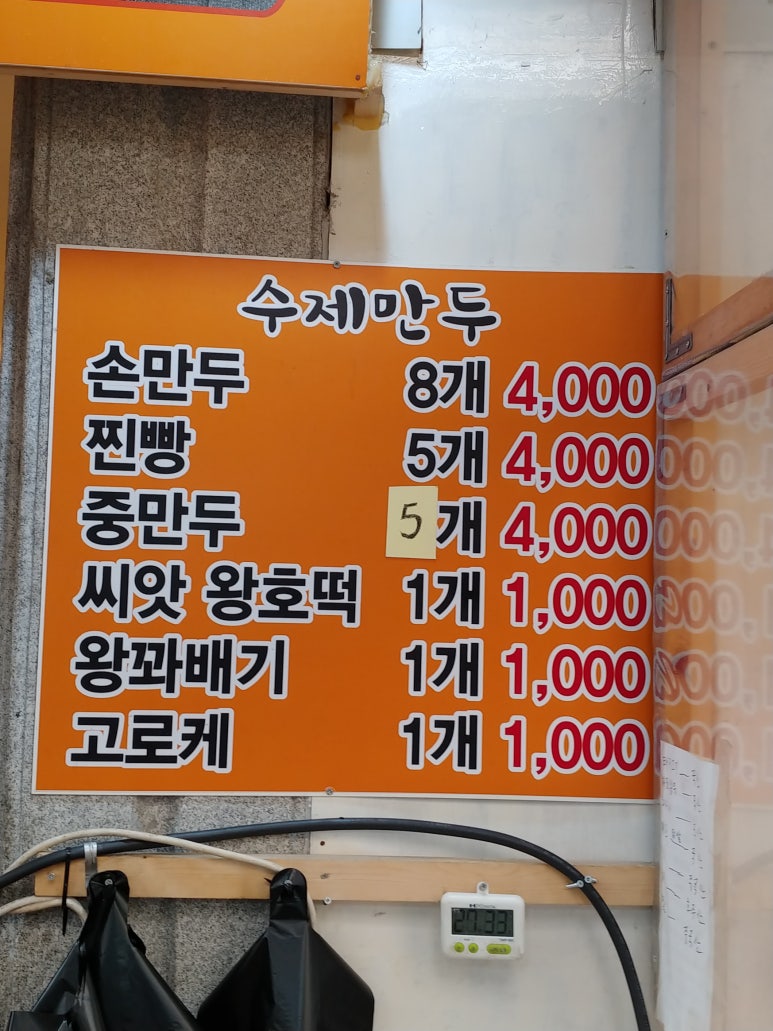 수제만두
손만두 8개 4,000
찐빵 5개 4,000
중만두 5개 4,000
씨앗 왕호떡 1개 1,000
왕꽈배기 1개 1,000
고로케 1개 1,000
27:33